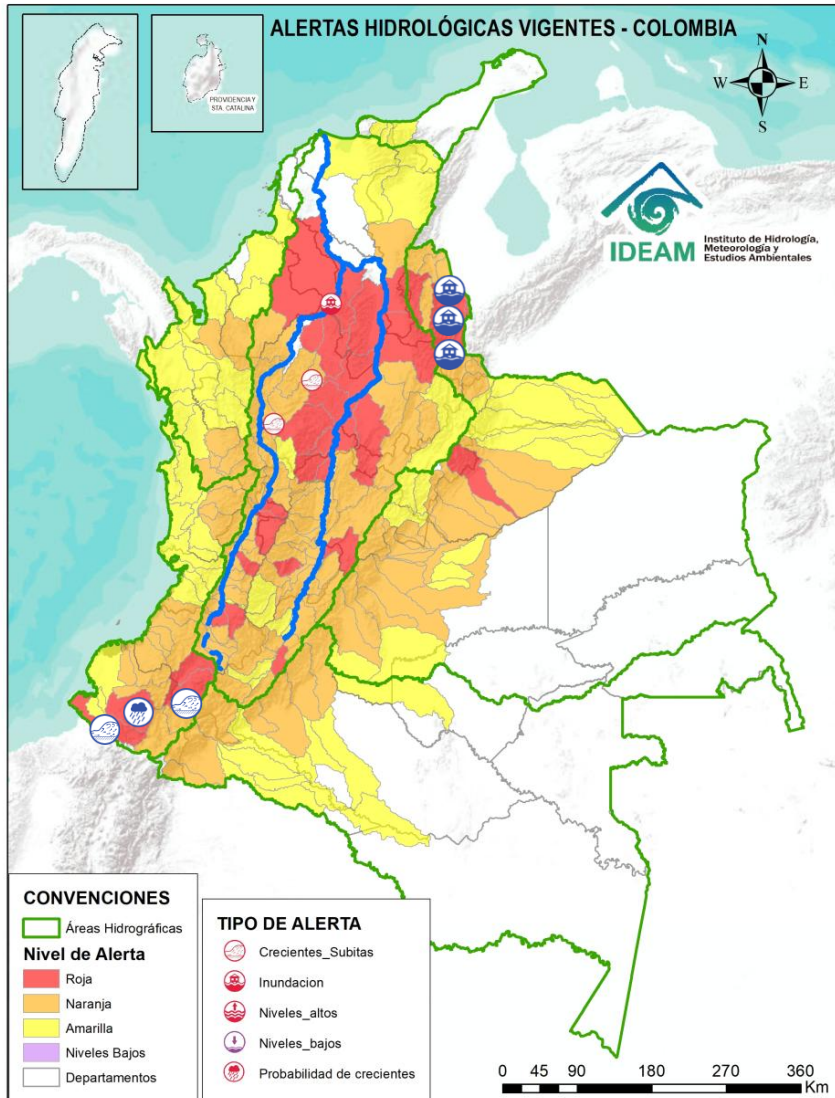 ALERTAS HIDROLÓGICAS VIGENTES - COLOMBIA
PROVIDENCIA Y
STA. CATALINA
N
W
E
S
IDEAM
Instituto de Hidrología,
Meteorología y
Estudios Ambientales
CONVENCIONES
Áreas Hidrográficas
Nivel de Alerta
Roja
Naranja
Amarilla
Niveles Bajos
Departamentos
TIPO DE ALERTA
Crecientes_Subitas
Inundacion
Niveles_altos
Niveles_bajos
Probabilidad de crecientes
0 45 90 180 270 360
Km